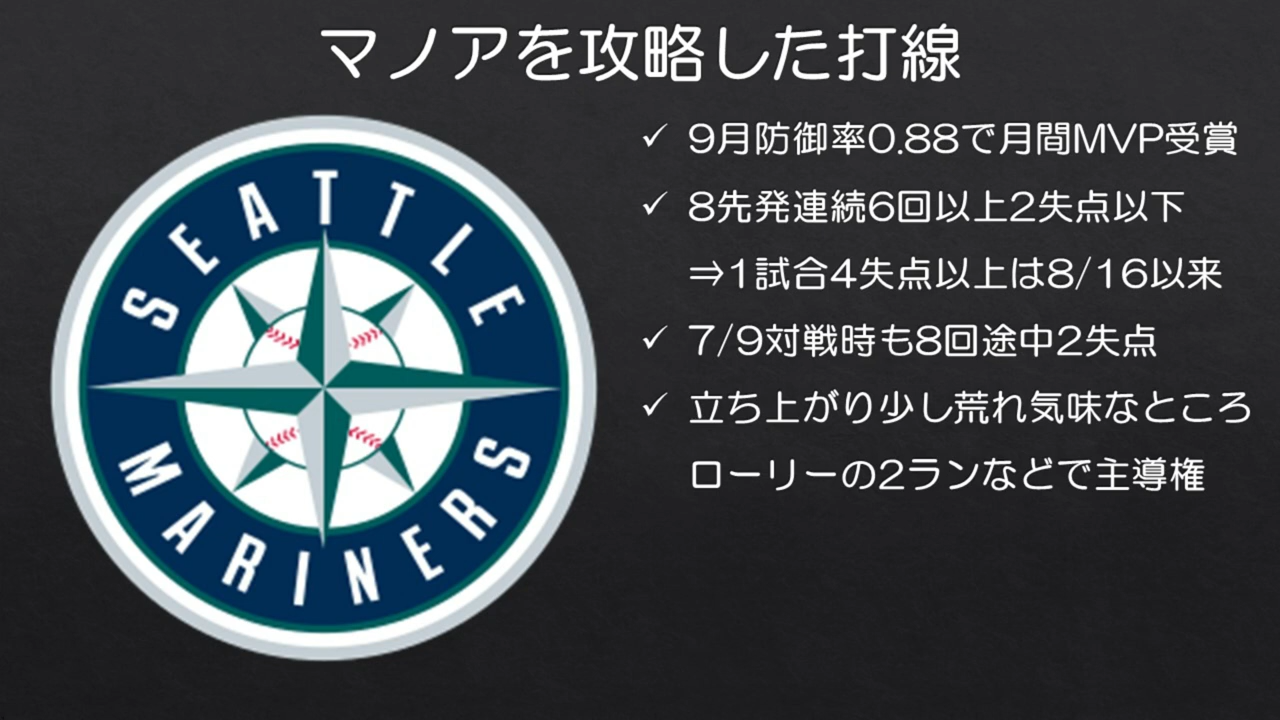 マノアを攻略した打線
SEATTLE
MARINERS
✓ 9月防御率0.88で月間MVP受賞
✓ 8先発連続6回以上2失点以下
⇒1試合4失点以上は8/16以来
✓ 7/9対戦時も8回途中2失点
✓ 立ち上がり少し荒れ気味なところ
ローリーの2ランなどで主導権